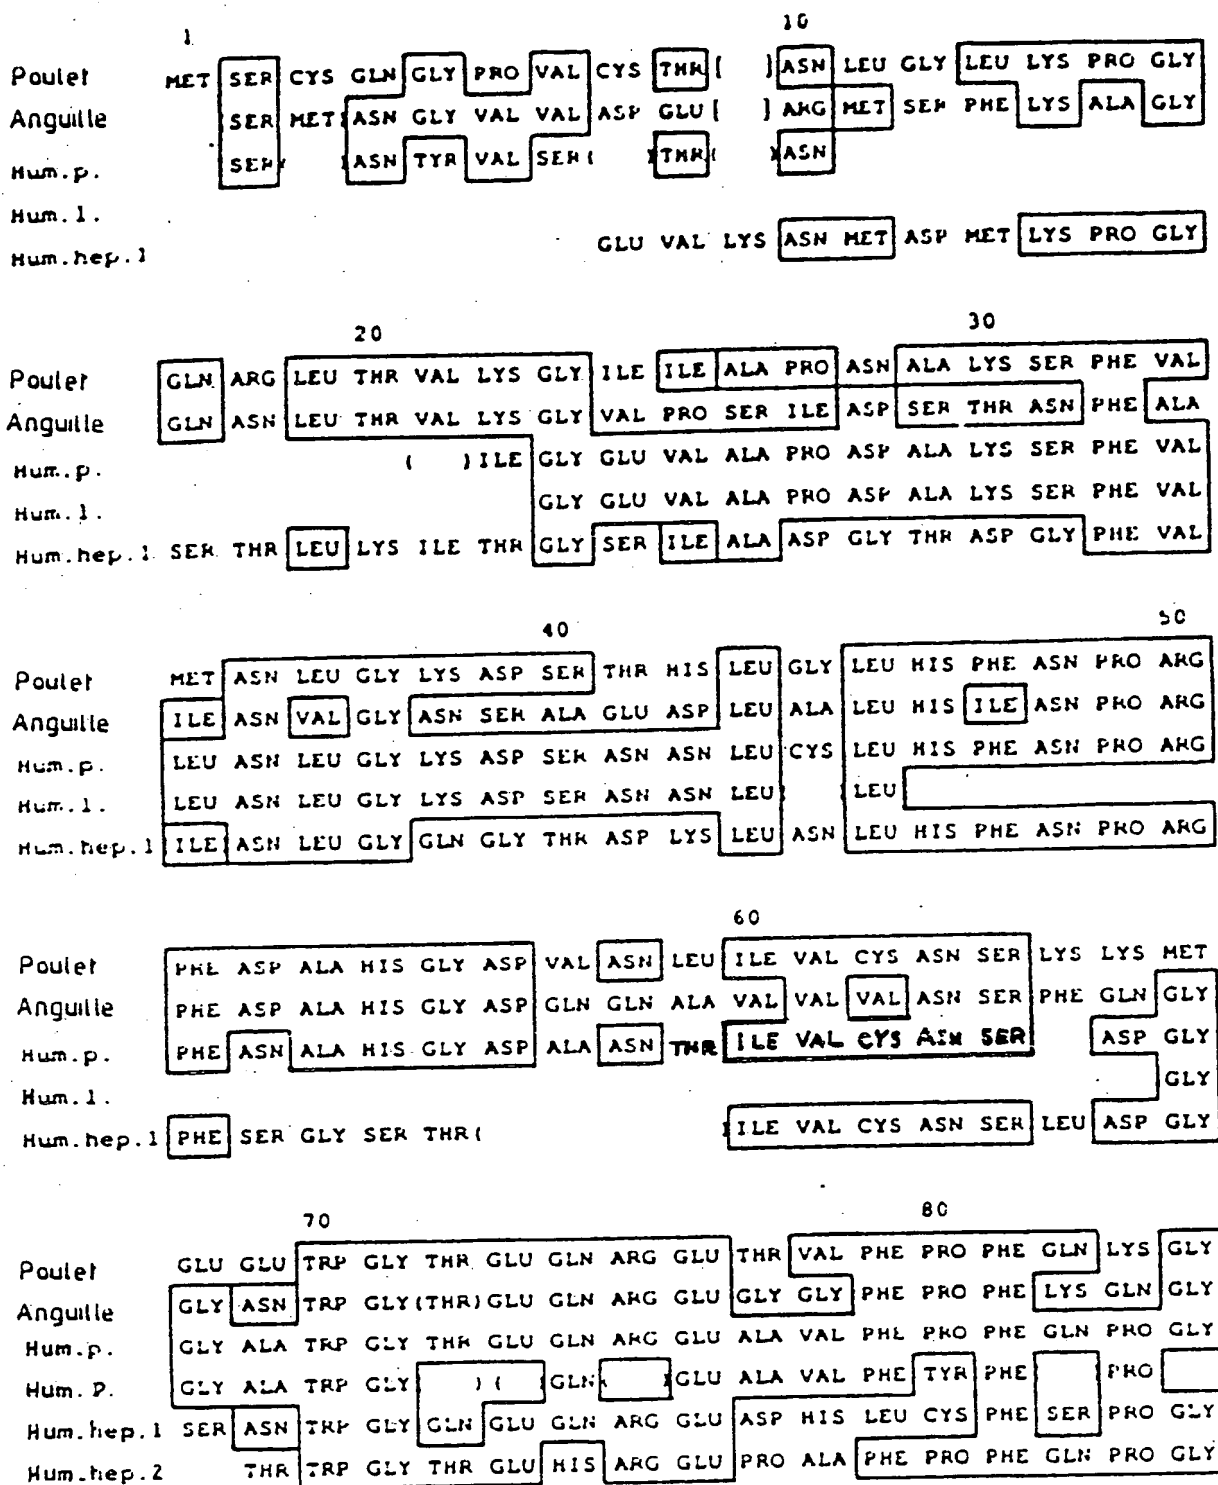 1 10
Poulet MET SER CYS GLN GLY PRO VAL CYS THR ( ) ASN LEU GLY LEU LYS PRO GLY
Anguille (SER MET) ASN GLY VAL VAL ASP GLU ( ) ARG MET SER PHE LYS ALA GLY
Hum.p. SER( )ASN TYR VAL SER( )THR( )ASN
Hum.l.
Hum.hep.1 GLU VAL LYS ASN MET ASP MET LYS PRO GLY
20 30
Poulet GLN ARG LEU THR VAL LYS GLY ILE ILE ALA PRO ASN ALA LYS SER PHE VAL
Anguille GLN ASN LEU THR VAL LYS GLY VAL PRO SER ILE ASP SER THR ASN PHE ALA
Hum.p. ( )ILE GLY GLU VAL ALA PRO ASP ALA LYS SER PHE VAL
Hum.l. GLY GLU VAL ALA PRO ASP ALA LYS SER PHE VAL
Hum.hep.1 SER THR LEU LYS ILE THR GLY SER ILE ALA ASP GLY THR ASP GLY PHE VAL
40 50
Poulet MET ASN LEU GLY LYS ASP SER THR HIS LEU GLY LEU HIS PHE ASN PRO ARG
Anguille ILE ASN VAL GLY ASN SER ALA GLU ASP LEU ALA LEU HIS ILE ASN PRO ARG
Hum.p. LEU ASN LEU GLY LYS ASP SER ASN ASN LEU CYS LEU HIS PHE ASN PRO ARG
Hum.l. LEU ASN LEU GLY LYS ASP SER ASN ASN LEU( )LEU
Hum.hep.1 ILE ASN LEU GLY GLN GLY THR ASP LYS LEU ASN LEU HIS PHE ASN PRO ARG
60
Poulet PHE ASP ALA HIS GLY ASP VAL ASN LEU ILE VAL CYS ASN SER LYS LYS MET
Anguille PHE ASP ALA HIS GLY ASP GLN GLN ALA VAL VAL VAL ASN SER PHE GLN GLY
Hum.p. PHE ASN ALA HIS GLY ASP ALA ASN THR ILE VAL CYS ASN SER ASP GLY
Hum.l. GLY
Hum.hep.1 PHE SER GLY SER THR( )ILE VAL CYS ASN SER LEU ASP GLY
70 80
Poulet GLU GLU TRP GLY THR GLU GLN ARG GLU THR VAL PHE PRO PHE GLN LYS GLY
Anguille GLY ASN TRP GLY(THR)GLU GLN ARG GLU GLY GLY PHE PRO PHE LYS GLN GLY
Hum.p. GLY ALA TRP GLY THR GLU GLN ARG GLU ALA VAL PHE PRO PHE GLN PRO GLY
Hum.P. GLY ALA TRP GLY( )( )GLN( )GLU ALA VAL PHE TYR PHE PRO
Hum.hep.1 SER ASN TRP GLY GLN GLU GLN ARG GLU ASP HIS LEU CYS PHE SER PRO GLY
Hum.hep.2 THR TRP GLY THR GLU HIS ARG GLU PRO ALA PHE PRO PHE GLN PRO GLY